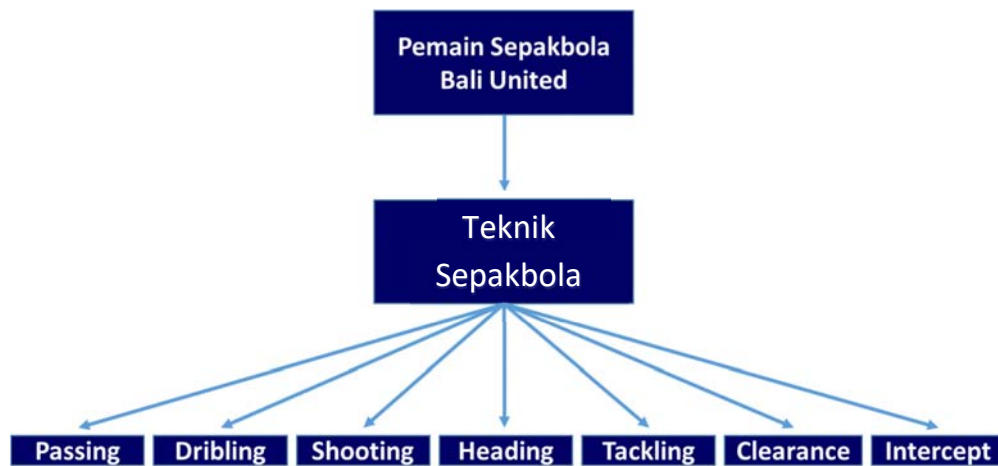 Pemain Sepakbola
Bali United
Teknik
Sepakbola
Passing
Dribling
Shooting
Heading
Tackling
Clearance
Intercept